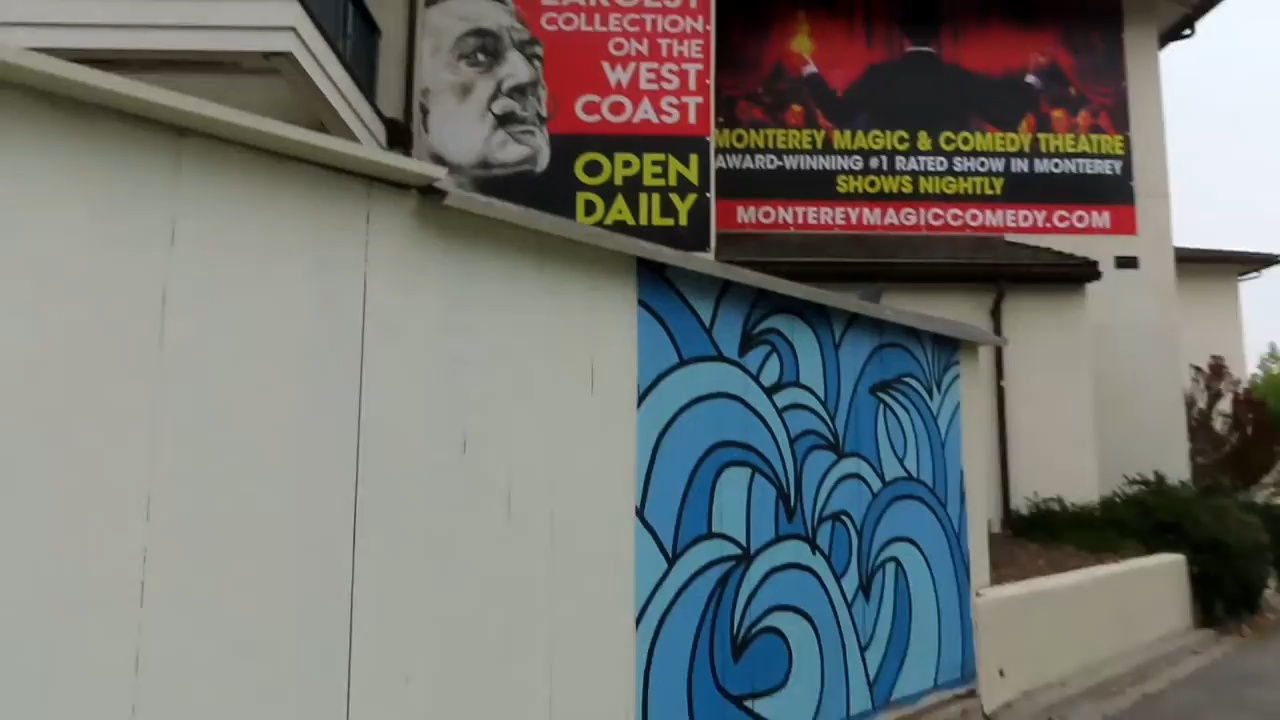 LARGEST
COLLECTION
ON THE
WEST
COAST
OPEN
DAILY
MONTEREY MAGIC & COMEDY THEATRE
AWARD-WINNING #1 RATED SHOW IN MONTEREY
SHOWS NIGHTLY
MONTEREYMAGICCOMEDY.COM